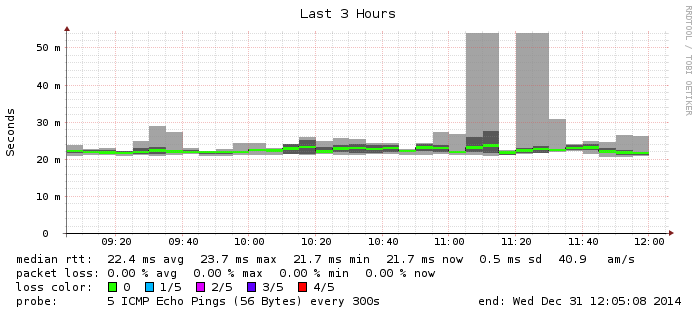 Last 3 Hours
RRDTOOL / TOBI OETIKER
Seconds
50 m
40 m
30 m
20 m
10 m
0
09:20 09:40 10:00 10:20 10:40 11:00 11:20 11:40 12:00
median rtt: 22.4 ms avg 23.7 ms max 21.7 ms min 21.7 ms now 0.5 ms sd 40.9 am/s
packet loss: 0.00 % avg 0.00 % max 0.00 % min 0.00 % now
loss color: 0 1/5 2/5 3/5 4/5
probe: 5 ICMP Echo Pings (56 Bytes) every 300s end: Wed Dec 31 12:05:08 2014